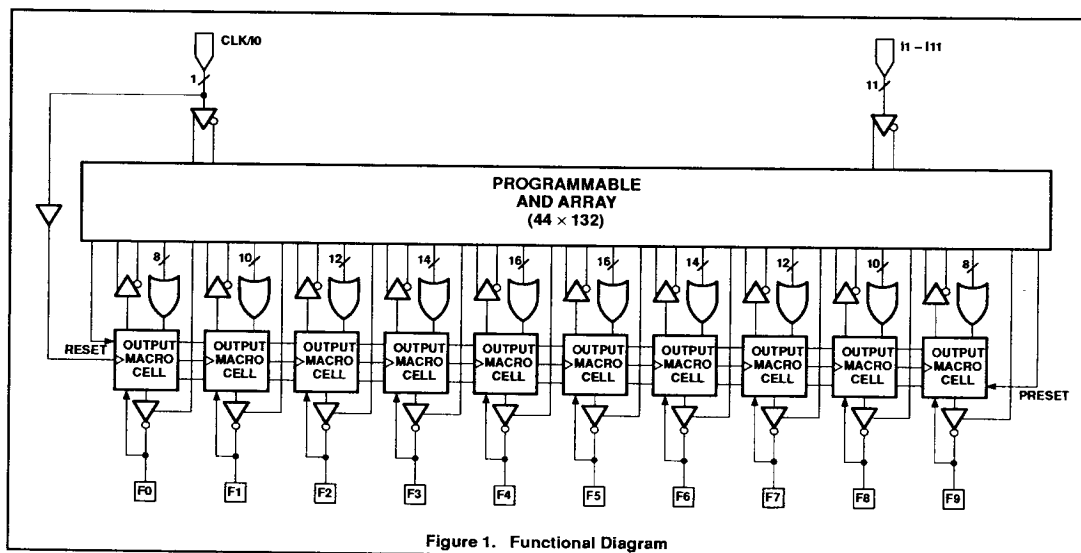 CLK/I0
I1 – I11
1
11
PROGRAMMABLE
AND ARRAY
(44 × 132)
8 10 12 14 16 16 14 12 10 8
OUTPUT OUTPUT OUTPUT OUTPUT OUTPUT OUTPUT OUTPUT OUTPUT OUTPUT OUTPUT
RESET MACRO MACRO MACRO MACRO MACRO MACRO MACRO MACRO MACRO MACRO
CELL CELL CELL CELL CELL CELL CELL CELL CELL CELL
PRESET
F0 F1 F2 F3 F4 F5 F6 F7 F8 F9
Figure 1. Functional Diagram